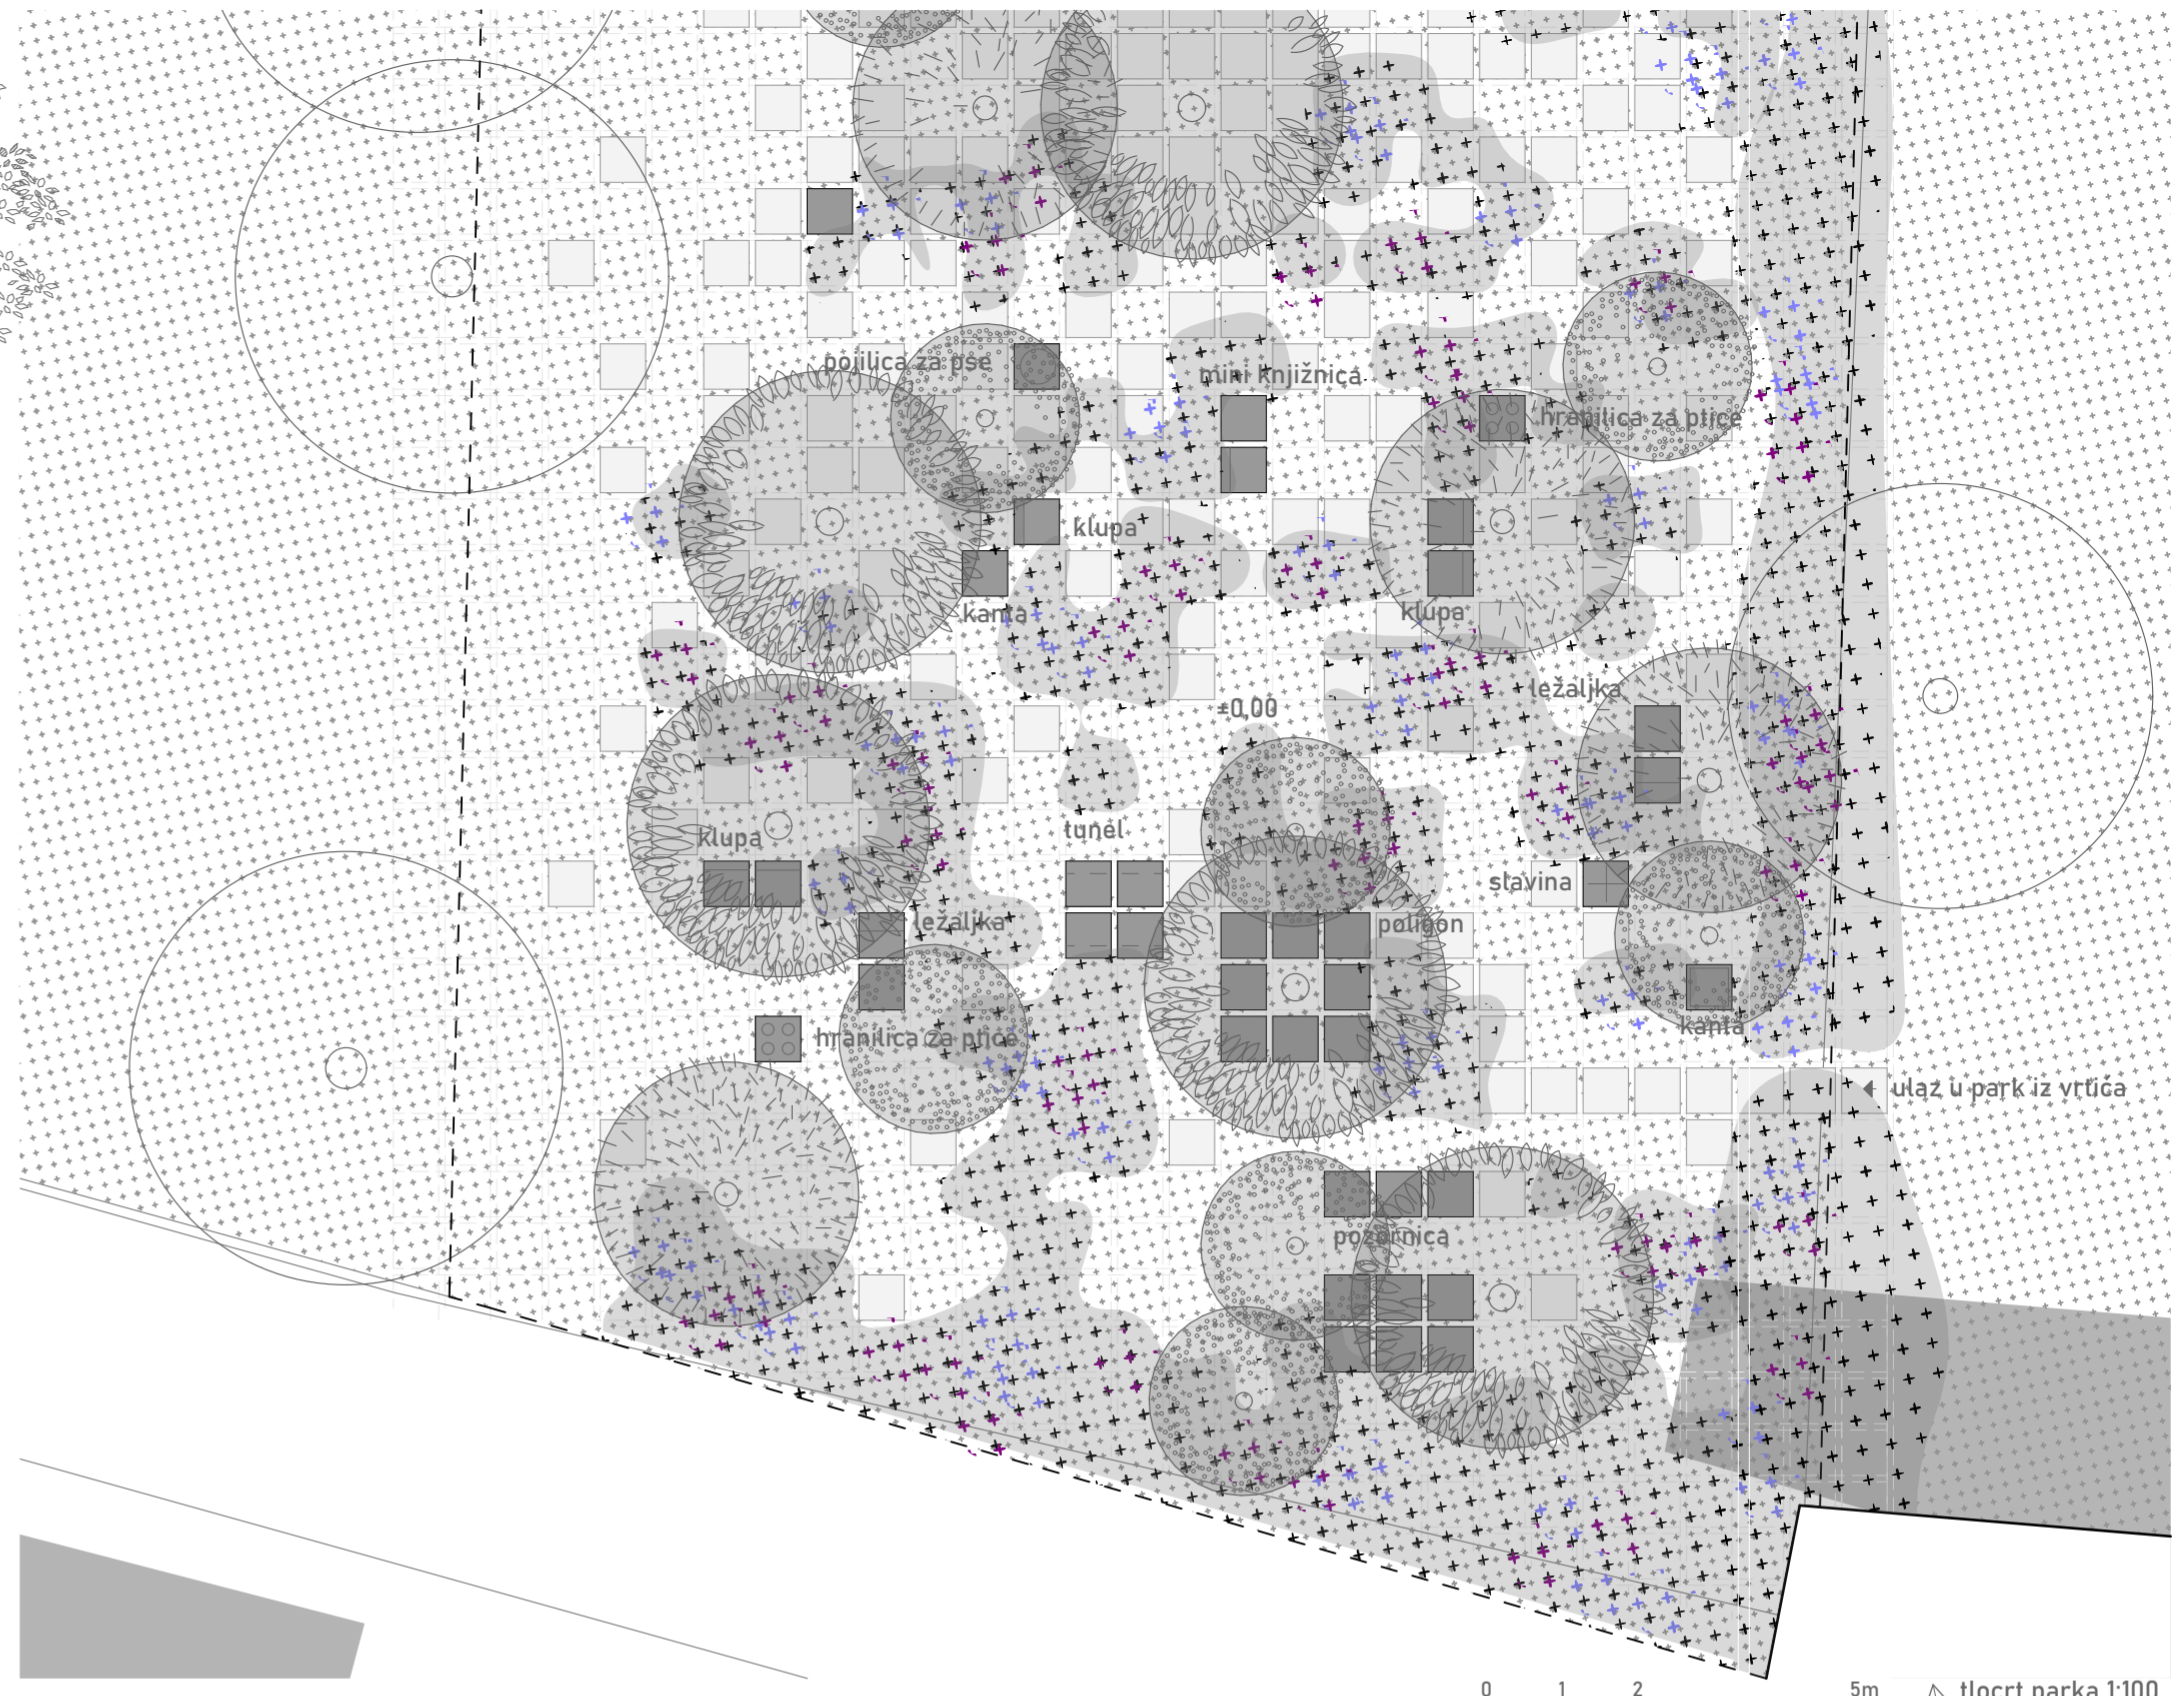 pojilica za pse
mini knjižnica
hranilica za ptice
klupa
kanta
klupa
ležaljka
±0,00
tunel
klupa
slavina
ležaljka
poligon
kanta
hranilica za ptice
ulaz u park iz vrtića
pozornica
0 1 2 5m
tlocrt parka 1:100